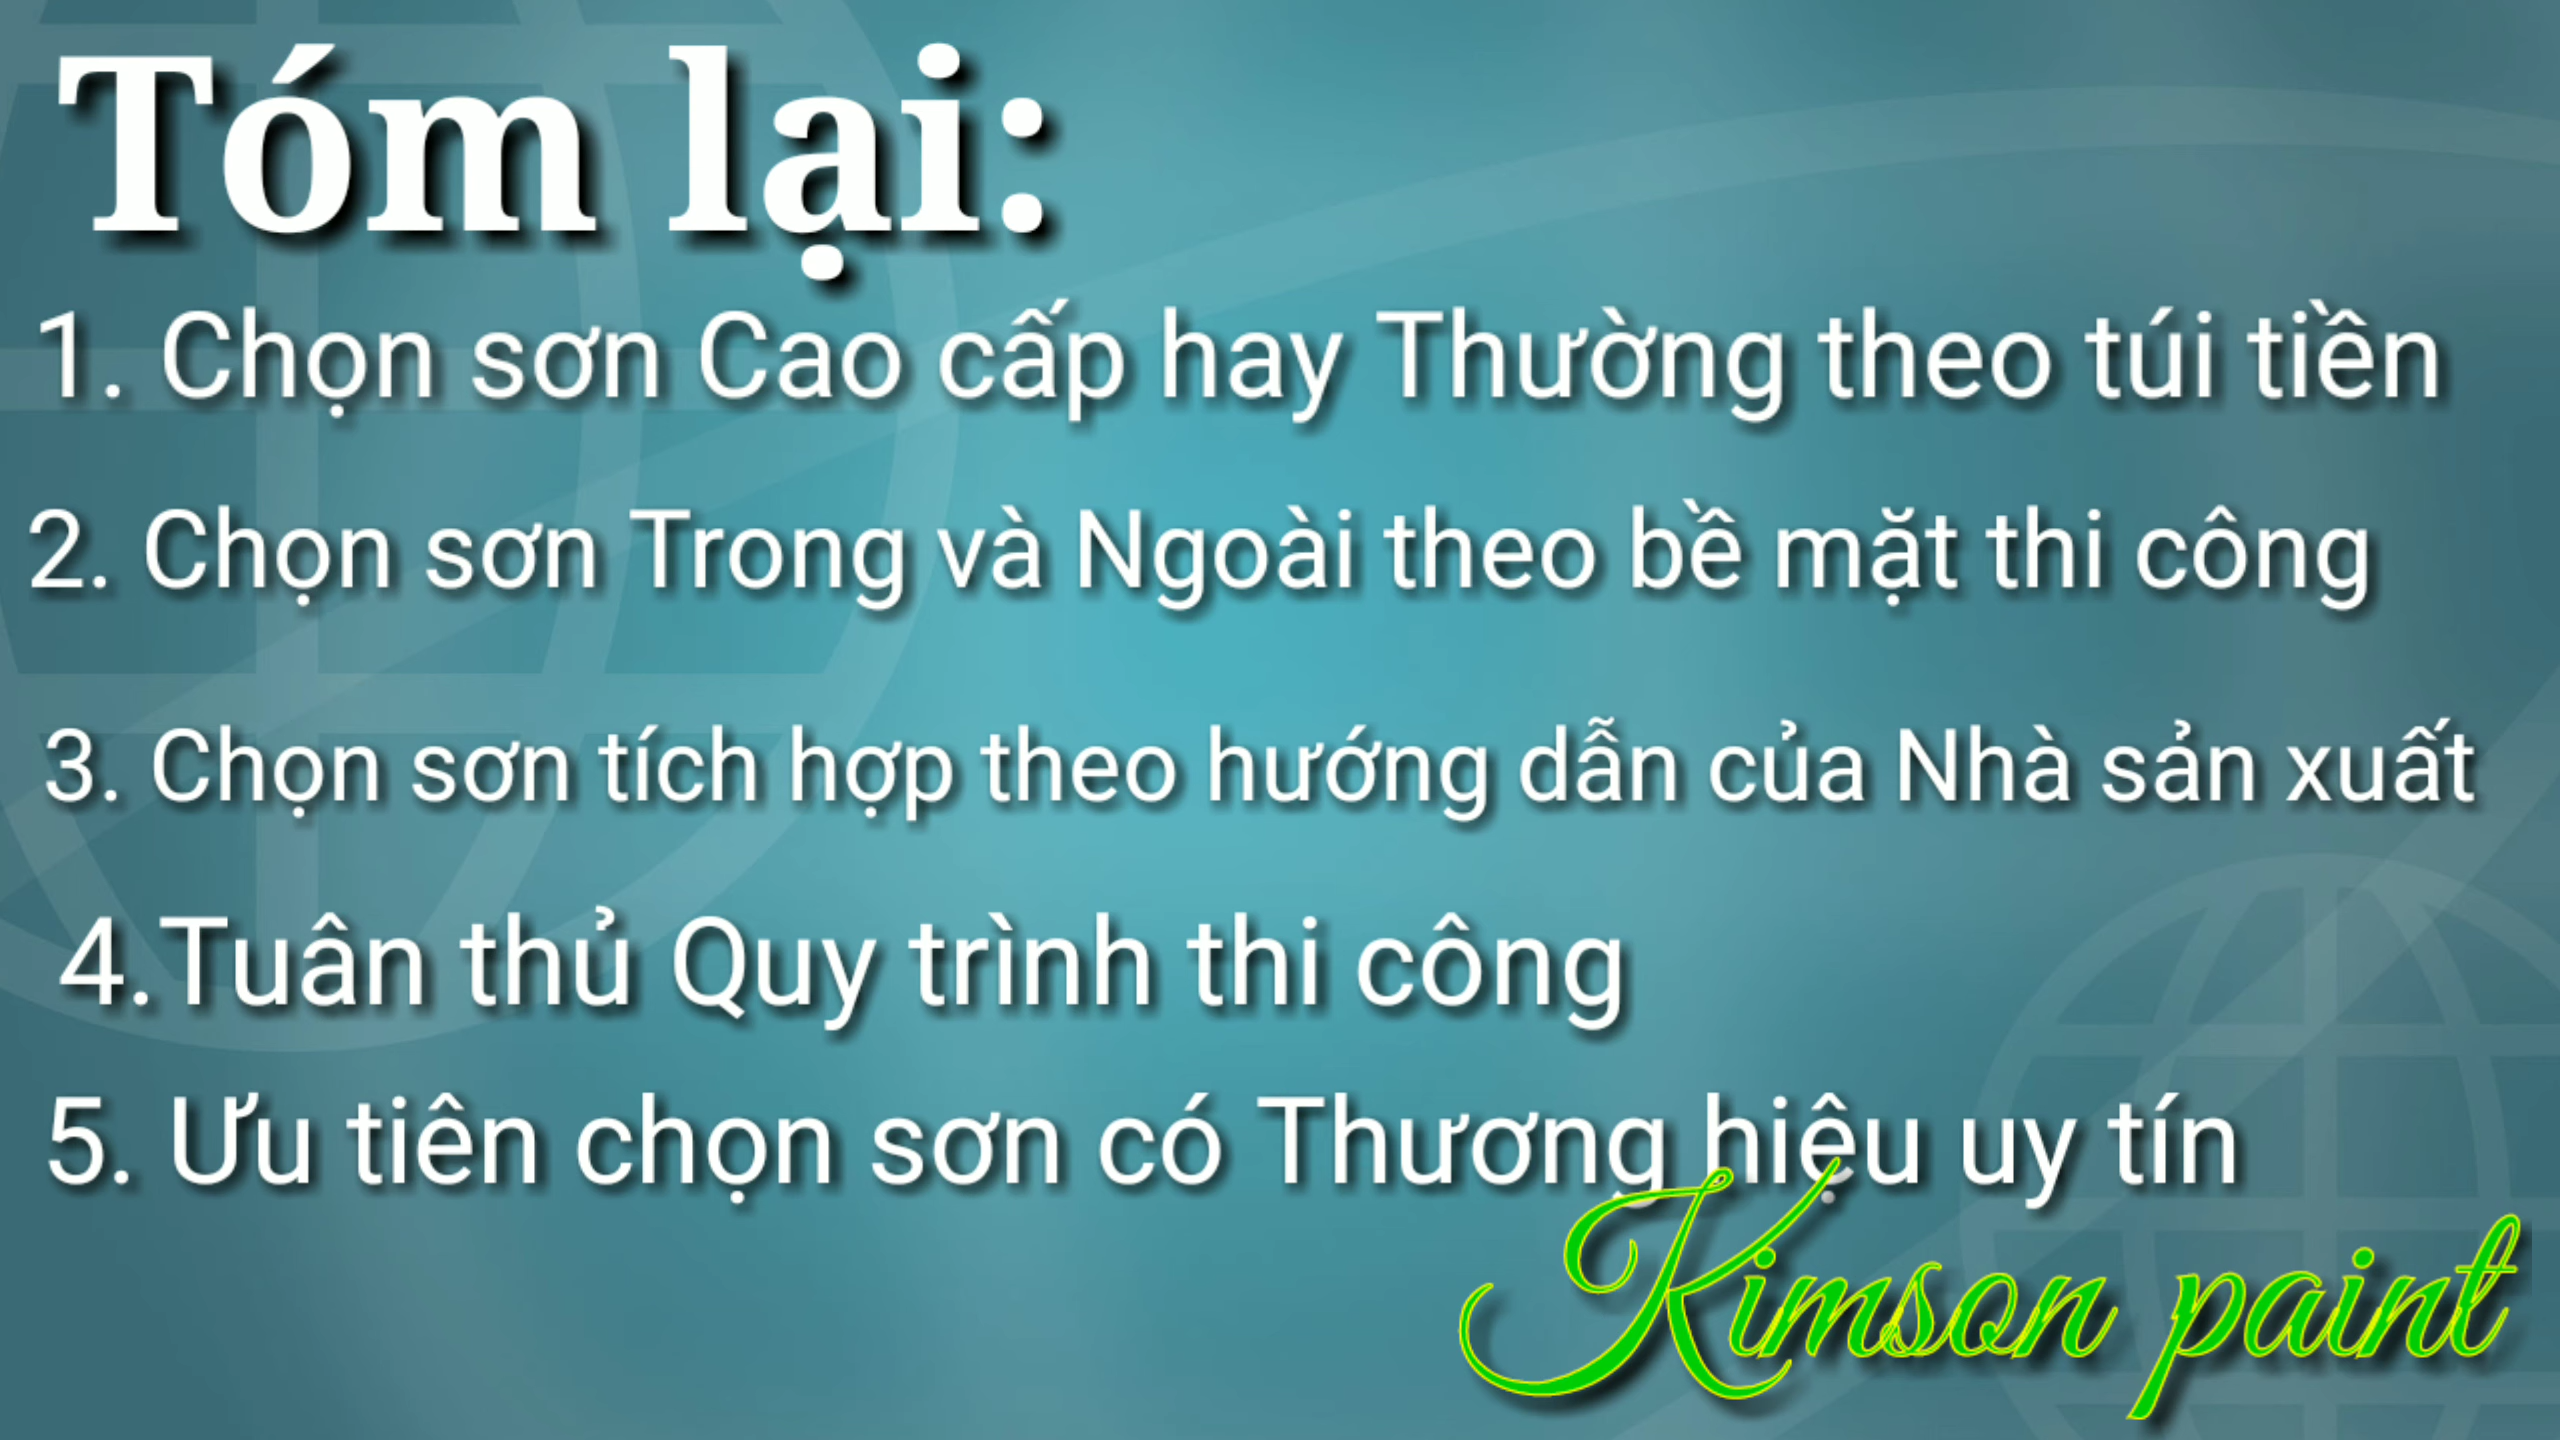 Tóm lại:
1. Chọn sơn Cao cấp hay Thường theo túi tiền
2. Chọn sơn Trong và Ngoài theo bề mặt thi công
3. Chọn sơn tích hợp theo hướng dẫn của Nhà sản xuất
4.Tuân thủ Quy trình thi công
5. Ưu tiên chọn sơn có Thương hiệu uy tín
Kimson paint